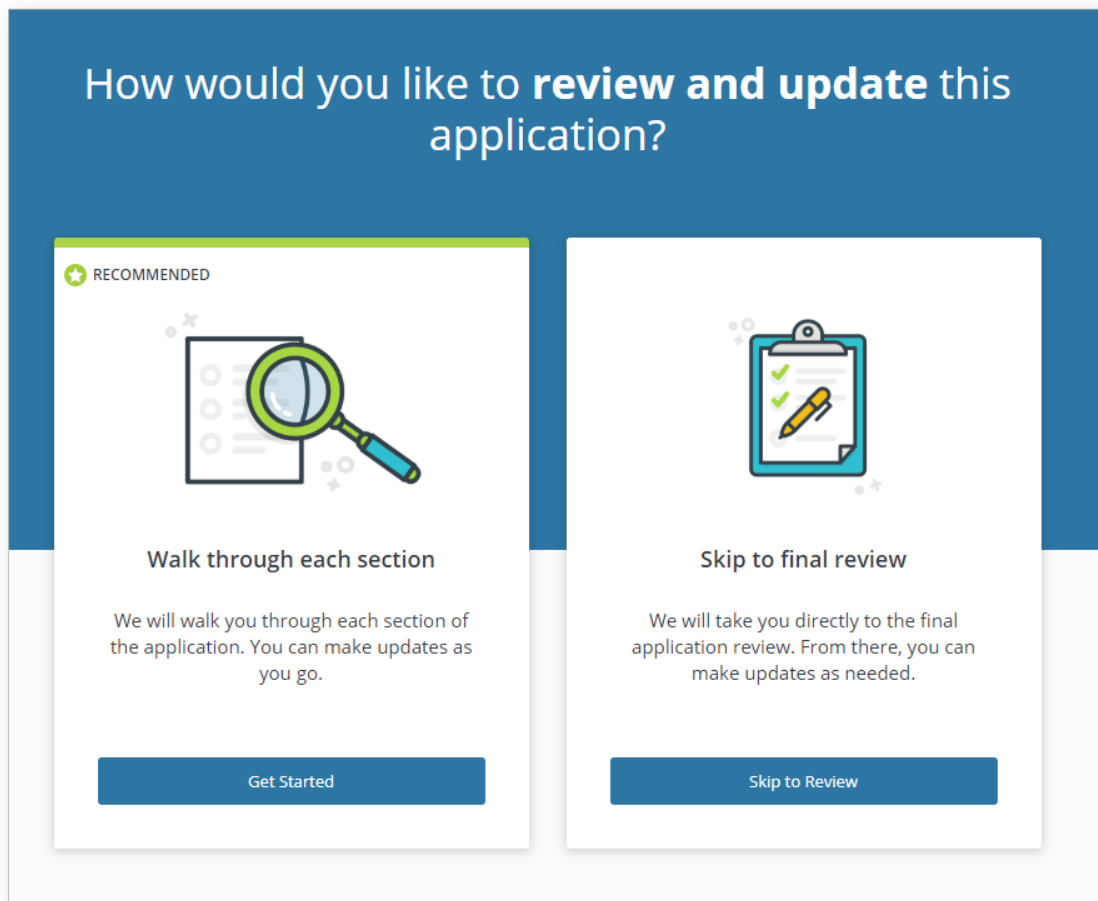 How would you like to review and update this
application?
RECOMMENDED
Walk through each section
We will walk you through each section of
the application. You can make updates as
you go.
Get Started
Skip to final review
We will take you directly to the final
application review. From there, you can
make updates as needed.
Skip to Review